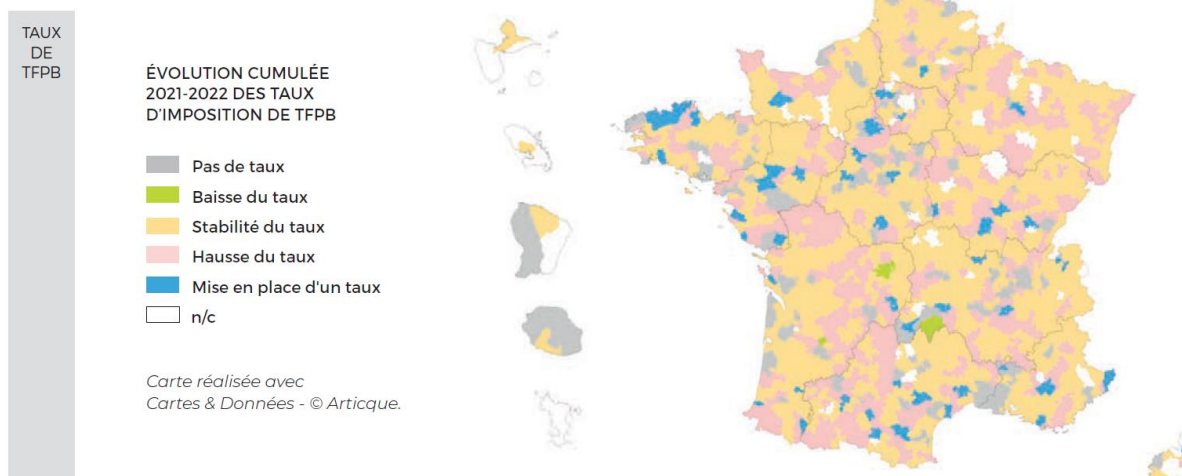 TAUX
DE
TFPB
ÉVOLUTION CUMULÉE
2021-2022 DES TAUX
D'IMPOSITION DE TFPB
Pas de taux
Baisse du taux
Stabilité du taux
Hausse du taux
Mise en place d'un taux
n/c
Carte réalisée avec
Cartes & Données - © Articque.